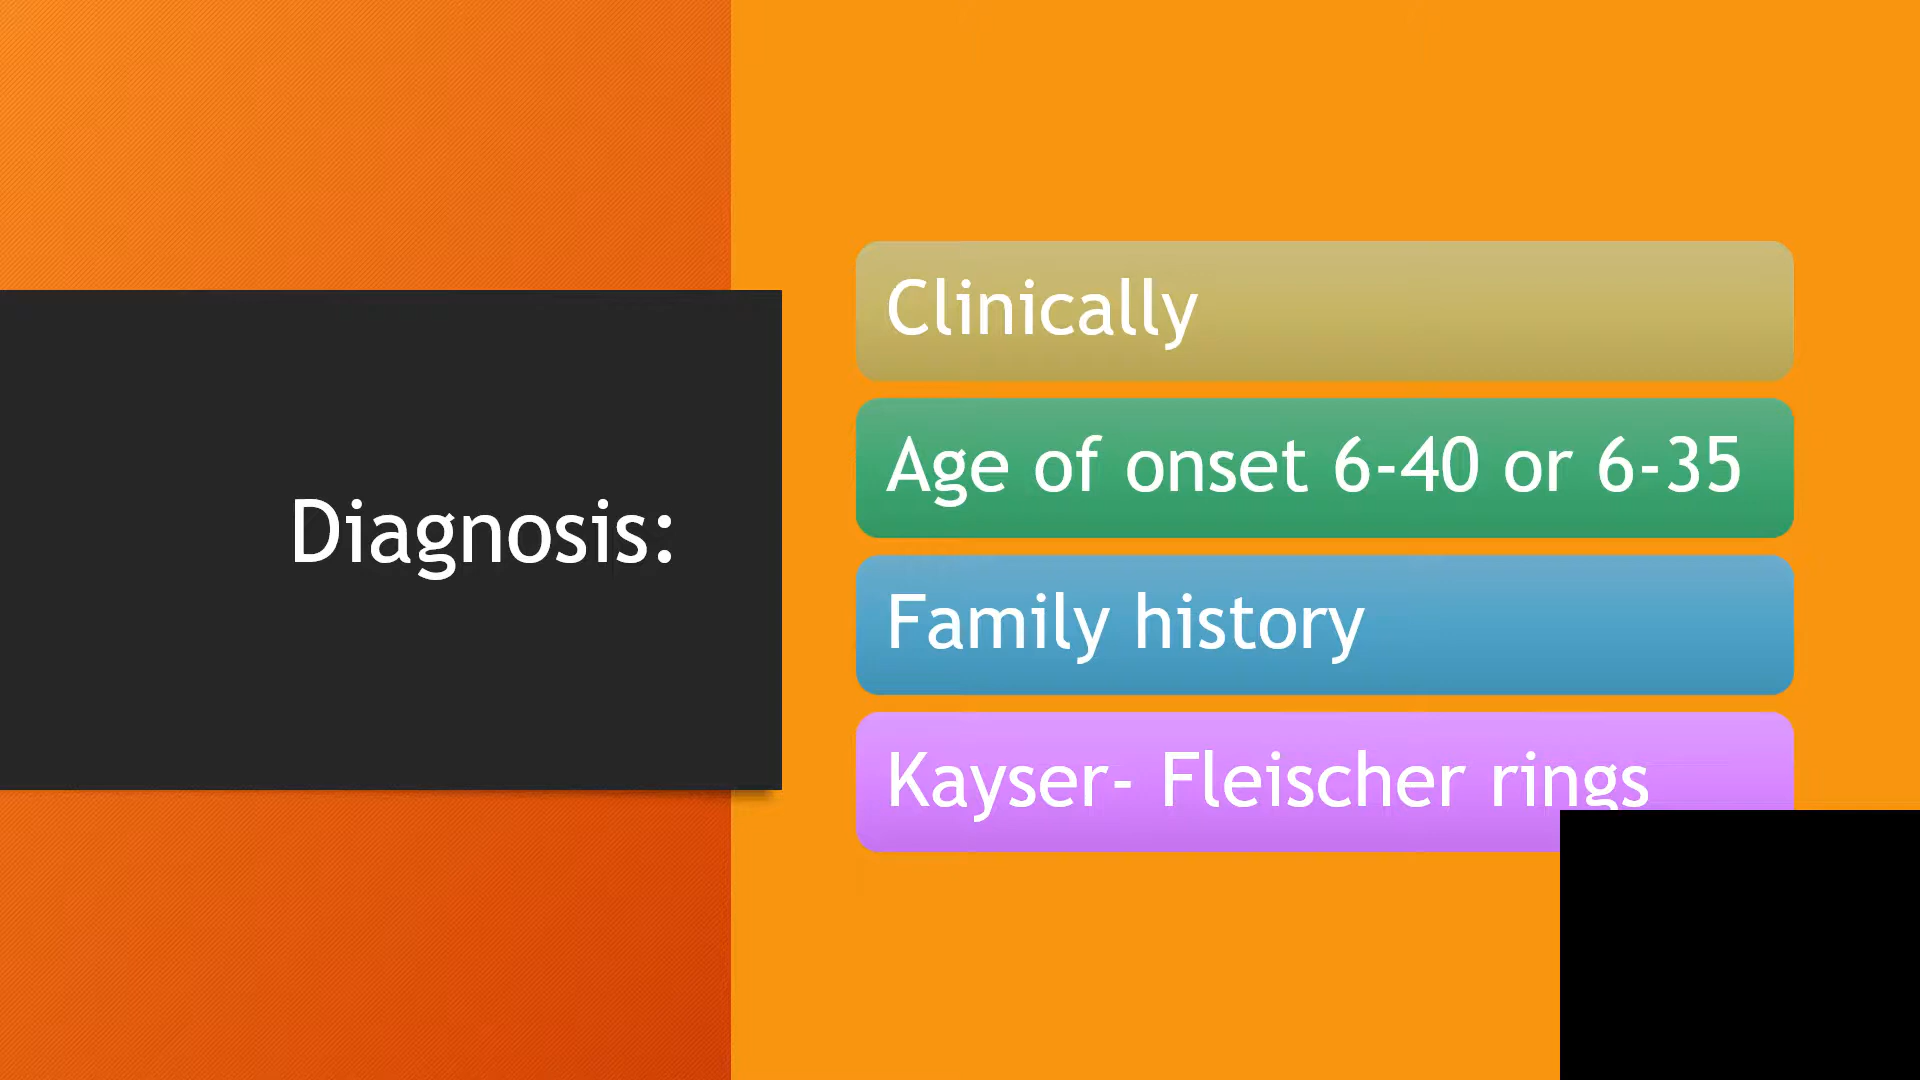 Diagnosis:
Clinically
Age of onset 6-40 or 6-35
Family history
Kayser- Fleischer rings